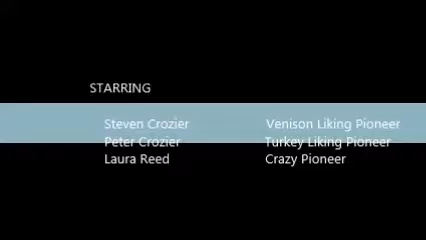 STARRING
Steven Crozier Venison Liking Pioneer
Peter Crozier Turkey Liking Pioneer
Laura Reed Crazy Pioneer